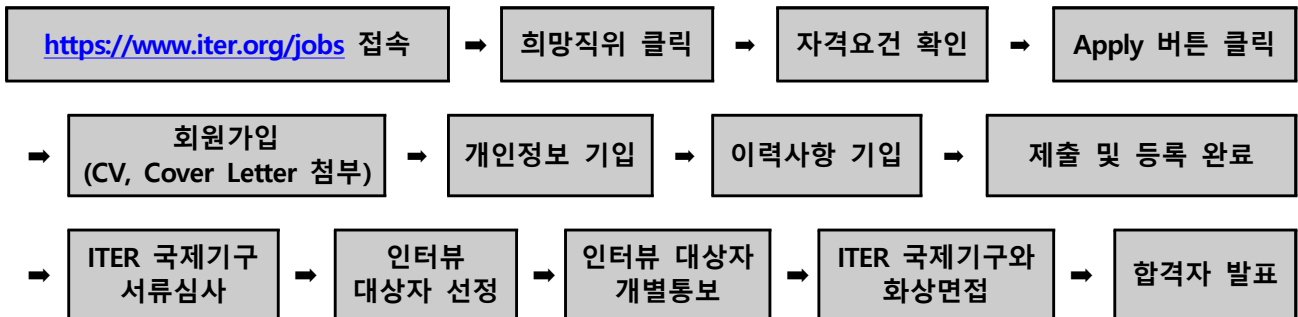 https://www.iter.org/jobs 접속 ➡ 희망직위 클릭 ➡ 자격요건 확인 ➡ Apply 버튼 클릭
➡ 회원가입
(CV, Cover Letter 첨부) ➡ 개인정보 기입 ➡ 이력사항 기입 ➡ 제출 및 등록 완료
➡ ITER 국제기구
서류심사 ➡ 인터뷰
대상자 선정 ➡ 인터뷰 대상자
개별통보 ➡ ITER 국제기구와
화상면접 ➡ 합격자 발표